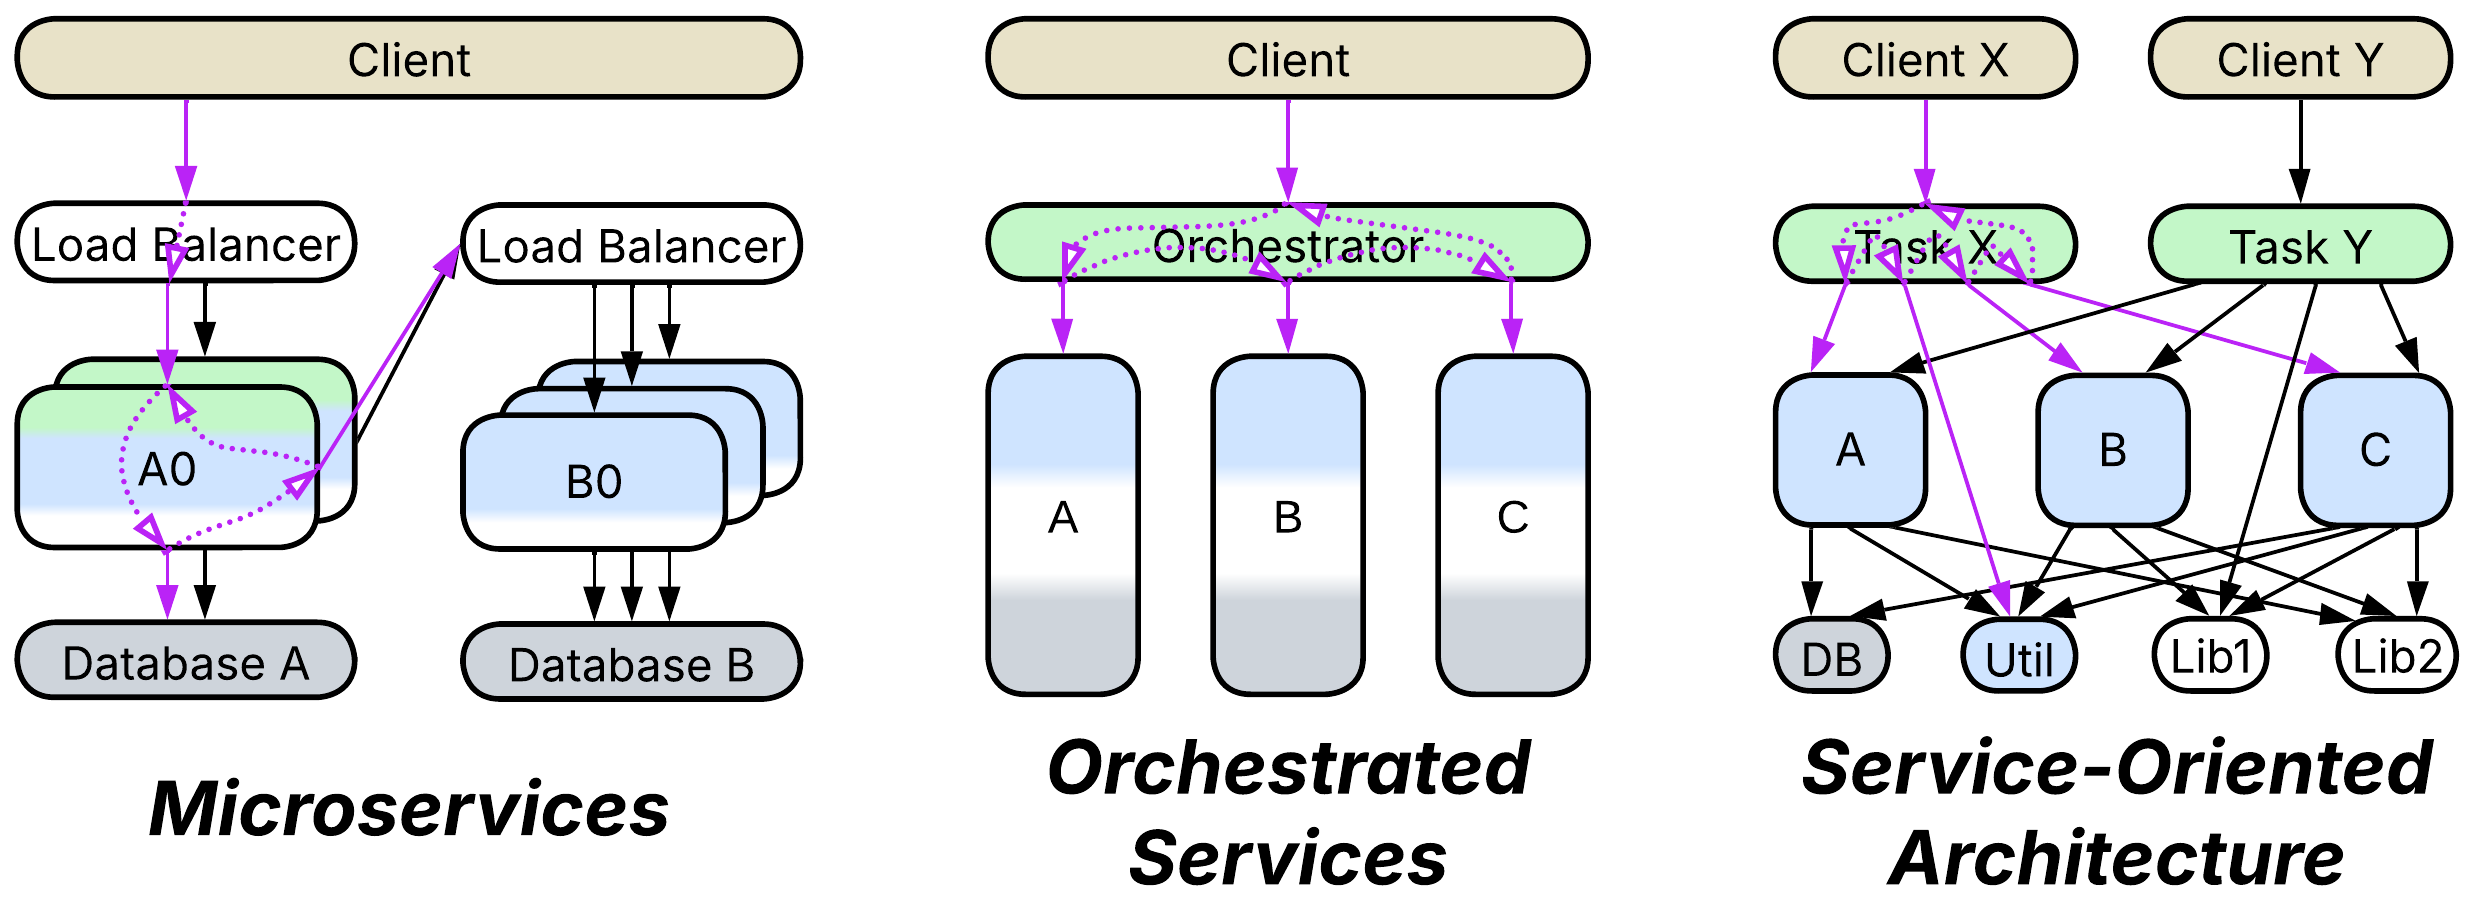 Client
Load Balancer
Load Balancer
A0
B0
Database A
Database B
Microservices
Client
Orchestrator
A
B
C
Orchestrated
Services
Client X
Client Y
Task X
Task Y
A
B
C
DB
Util
Lib1
Lib2
Service-Oriented
Architecture